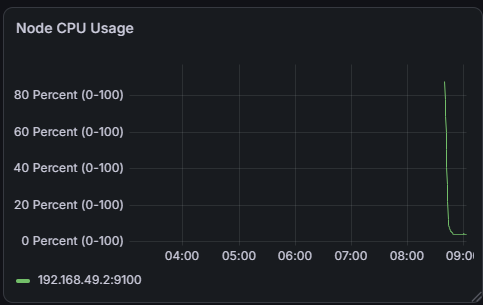 Node CPU Usage
80 Percent (0-100)
60 Percent (0-100)
40 Percent (0-100)
20 Percent (0-100)
0 Percent (0-100)
04:00 05:00 06:00 07:00 08:00 09:00
192.168.49.2:9100